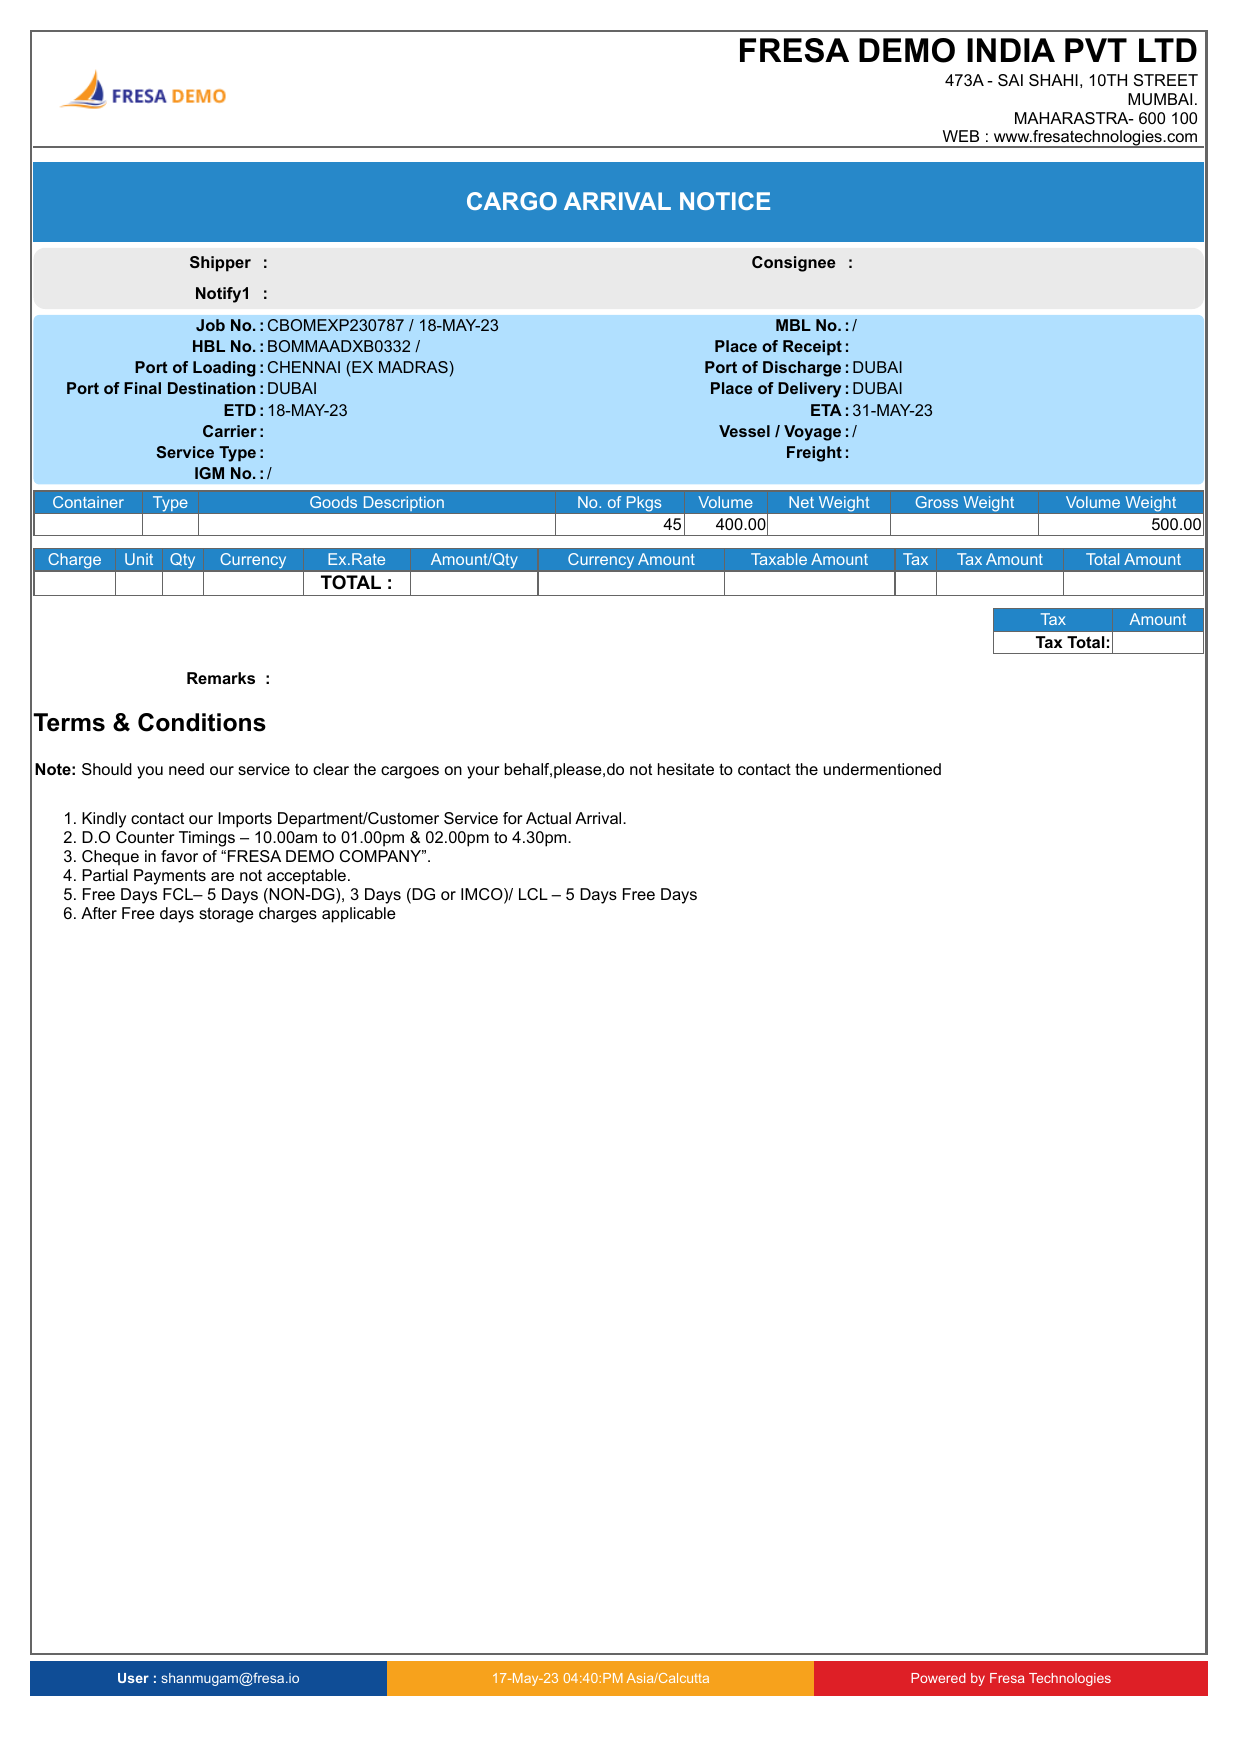 FRESA DEMO
FRESA DEMO INDIA PVT LTD
473A - SAI SHAHI, 10TH STREET
MUMBAI.
MAHARASTRA- 600 100
WEB : www.fresatechnologies.com
CARGO ARRIVAL NOTICE
Shipper : Consignee :
Notify1 :
Job No. : CBOMEXP230787 / 18-MAY-23 MBL No. : /
HBL No. : BOMMAADXB0332 / Place of Receipt :
Port of Loading : CHENNAI (EX MADRAS) Port of Discharge : DUBAI
Port of Final Destination : DUBAI Place of Delivery : DUBAI
ETD : 18-MAY-23 ETA : 31-MAY-23
Carrier : Vessel / Voyage : /
Service Type : Freight :
IGM No. : /
Container Type Goods Description No. of Pkgs Volume Net Weight Gross Weight Volume Weight
45 400.00 500.00
Charge Unit Qty Currency Ex.Rate Amount/Qty Currency Amount Taxable Amount Tax Tax Amount Total Amount
TOTAL :
Tax Amount
Tax Total:
Remarks :
Terms & Conditions
Note: Should you need our service to clear the cargoes on your behalf,please,do not hesitate to contact the undermentioned
1. Kindly contact our Imports Department/Customer Service for Actual Arrival.
2. D.O Counter Timings – 10.00am to 01.00pm & 02.00pm to 4.30pm.
3. Cheque in favor of “FRESA DEMO COMPANY”.
4. Partial Payments are not acceptable.
5. Free Days FCL– 5 Days (NON-DG), 3 Days (DG or IMCO)/ LCL – 5 Days Free Days
6. After Free days storage charges applicable
User : shanmugam@fresa.io 17-May-23 04:40:PM Asia/Calcutta Powered by Fresa Technologies